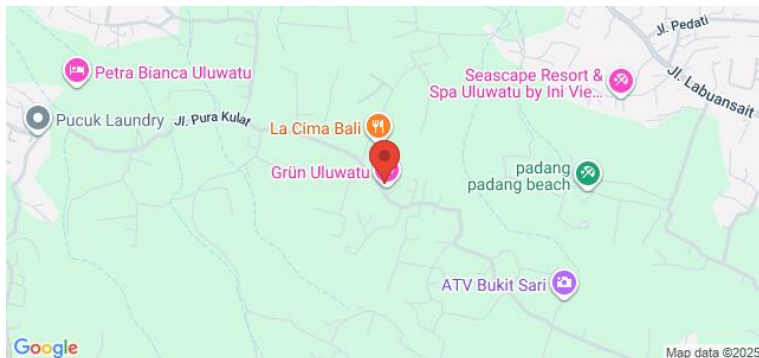 Jl. Pedati
Petra Bianca Uluwatu
Seascape Resort &
Spa Uluwatu by Ini Vie...
Jl. Labuansait
Pucuk Laundry
Jl. Pura Kulat
La Cima Bali
Grün Uluwatu
padang
padang beach
ATV Bukit Sari
Google
Map data ©2025